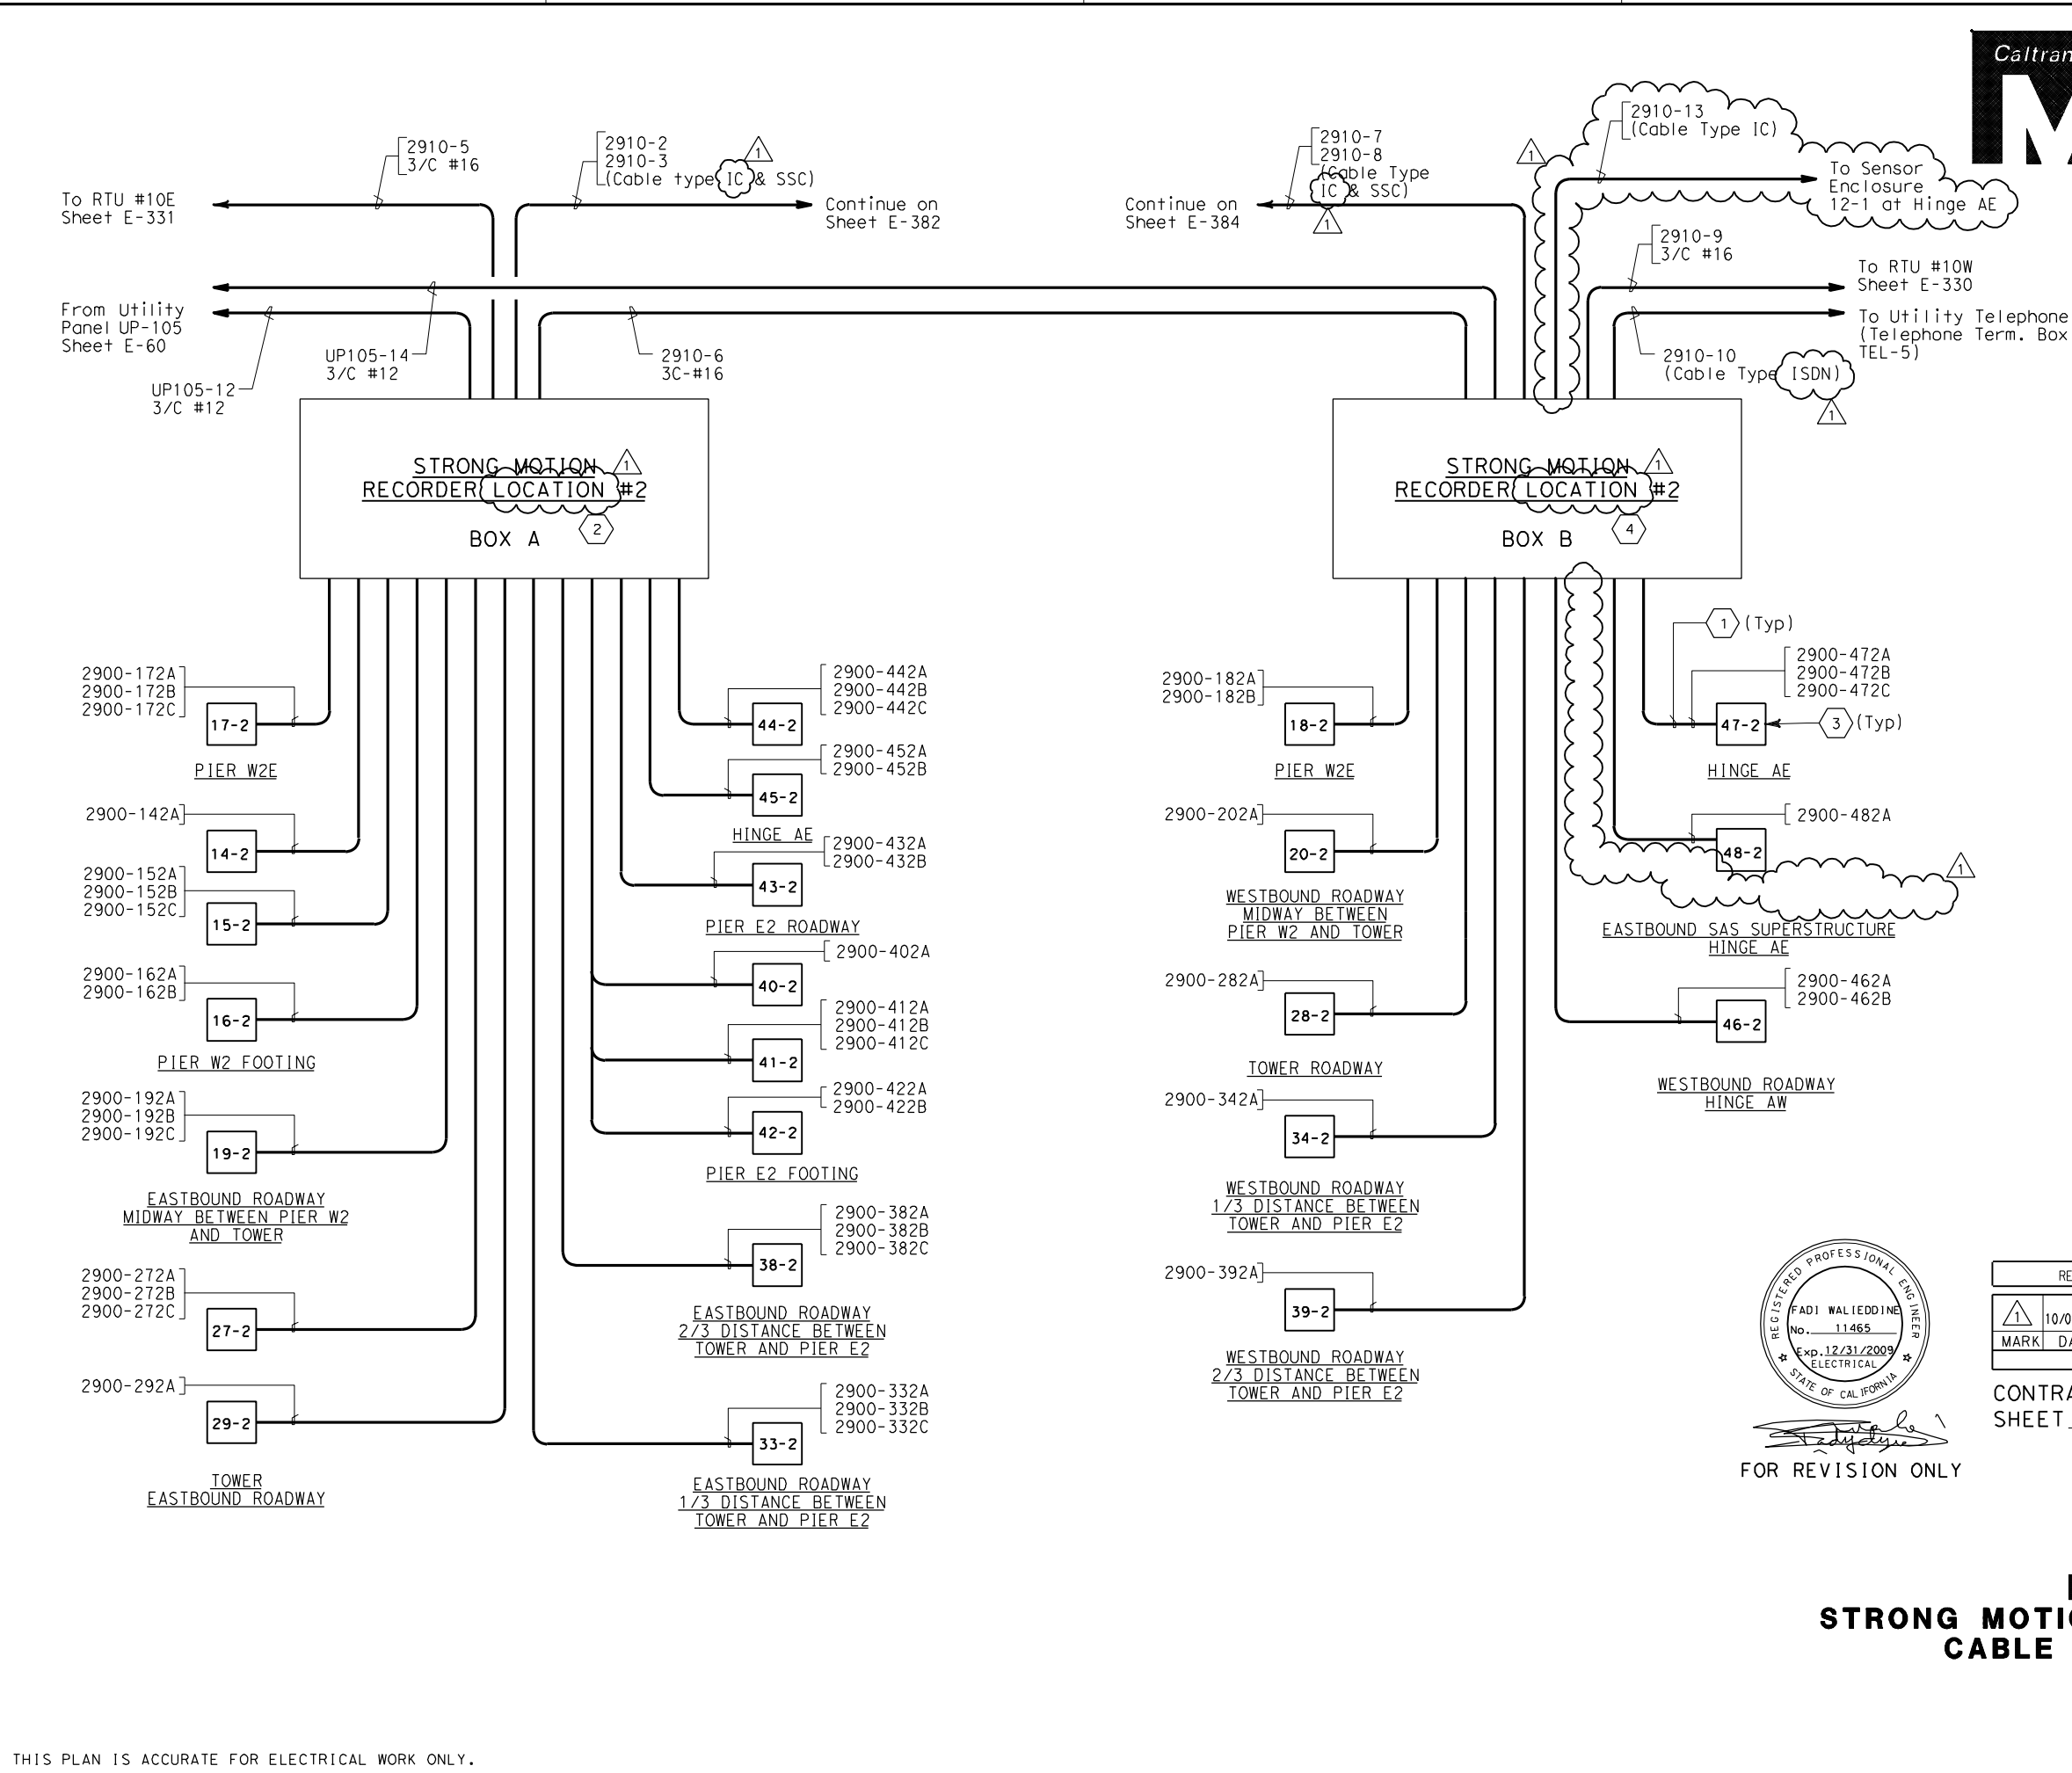 Caltran
2910-5
3/C #16
2910-2
2910-3
(Cable type IC & SSC)
1
To RTU #10E
Sheet E-331
Continue on
Sheet E-382
2910-7
2910-8
(Cable Type
IC & SSC)
1
Continue on
Sheet E-384
1
2910-13
(Cable Type IC)
To Sensor
Enclosure
12-1 at Hinge AE
2910-9
3/C #16
To RTU #10W
Sheet E-330
From Utility
Panel UP-105
Sheet E-60
UP105-12
3/C #12
UP105-14
3/C #12
2910-6
3C-#16
To Utility Telephone
(Telephone Term. Box
TEL-5)
2910-10
(Cable Type ISDN)
1
STRONG MOTION
RECORDER LOCATION #2
1
BOX A
2
STRONG MOTION
RECORDER LOCATION #2
1
BOX B
4
2900-172A
2900-172B
2900-172C
17-2
PIER W2E
2900-142A
14-2
2900-152A
2900-152B
2900-152C
15-2
2900-162A
2900-162B
16-2
PIER W2 FOOTING
2900-192A
2900-192B
2900-192C
19-2
EASTBOUND ROADWAY
MIDWAY BETWEEN PIER W2
AND TOWER
2900-272A
2900-272B
2900-272C
27-2
2900-292A
29-2
TOWER
EASTBOUND ROADWAY
2900-442A
2900-442B
2900-442C
44-2
2900-452A
2900-452B
45-2
HINGE AE
2900-432A
2900-432B
43-2
PIER E2 ROADWAY
2900-402A
40-2
2900-412A
2900-412B
2900-412C
41-2
2900-422A
2900-422B
42-2
PIER E2 FOOTING
2900-382A
2900-382B
2900-382C
38-2
EASTBOUND ROADWAY
2/3 DISTANCE BETWEEN
TOWER AND PIER E2
2900-332A
2900-332B
2900-332C
33-2
EASTBOUND ROADWAY
1/3 DISTANCE BETWEEN
TOWER AND PIER E2
2900-182A
2900-182B
18-2
PIER W2E
2900-202A
20-2
WESTBOUND ROADWAY
MIDWAY BETWEEN
PIER W2 AND TOWER
2900-282A
28-2
TOWER ROADWAY
2900-342A
34-2
WESTBOUND ROADWAY
1/3 DISTANCE BETWEEN
TOWER AND PIER E2
2900-392A
39-2
WESTBOUND ROADWAY
2/3 DISTANCE BETWEEN
TOWER AND PIER E2
1 (Typ)
2900-472A
2900-472B
2900-472C
47-2
3 (Typ)
HINGE AE
2900-482A
48-2
1
EASTBOUND SAS SUPERSTRUCTURE
HINGE AE
2900-462A
2900-462B
46-2
WESTBOUND ROADWAY
HINGE AW
REGISTERED PROFESSIONAL ENGINEER
FADI WALIEDDINE
No. 11465
Exp. 12/31/2009
ELECTRICAL
STATE OF CALIFORNIA
FOR REVISION ONLY
RE
1 10/0
MARK DA
CONTRA
SHEET
STRONG MOTIO
CABLE
THIS PLAN IS ACCURATE FOR ELECTRICAL WORK ONLY.